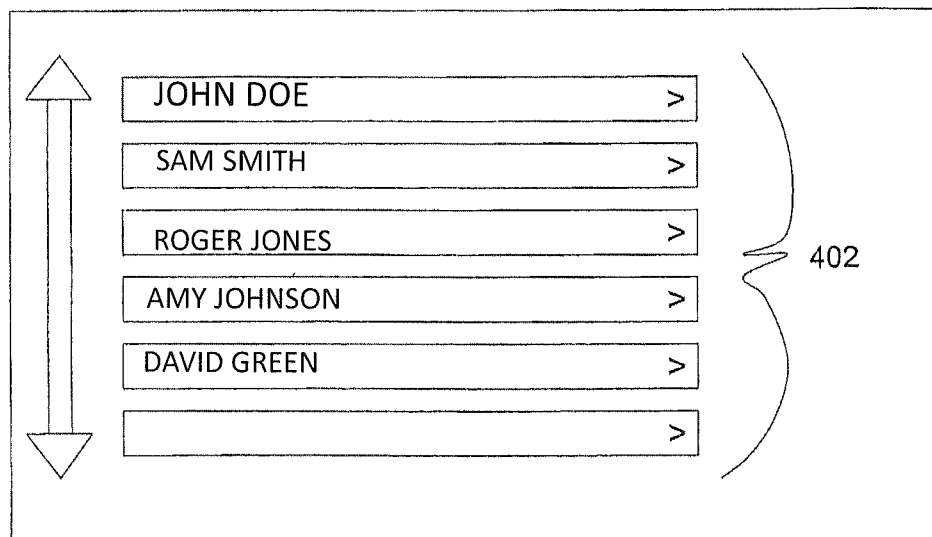 JOHN DOE >
SAM SMITH >
ROGER JONES >
402
AMY JOHNSON >
DAVID GREEN >
>